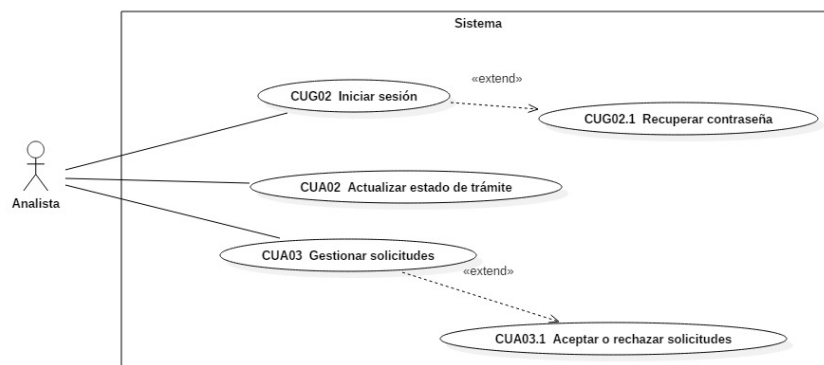 Sistema
«extend»
CUG02 Iniciar sesión
CUG02.1 Recuperar contraseña
CUA02 Actualizar estado de trámite
Analista
CUA03 Gestionar solicitudes
«extend»
CUA03.1 Aceptar o rechazar solicitudes